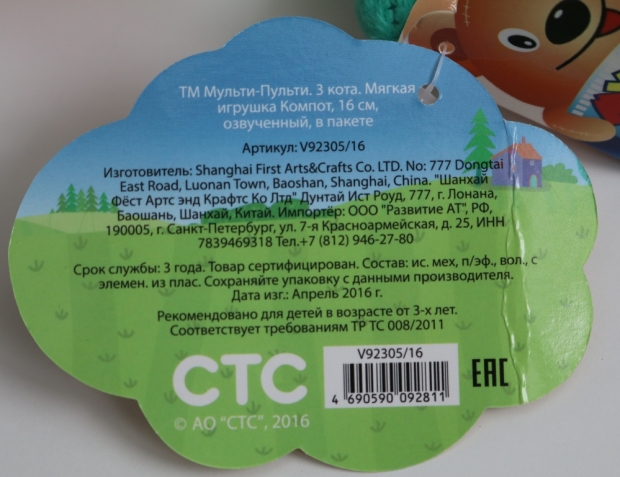 ТМ Мульти-Пульти. 3 кота. Мягкая
игрушка Компот, 16 см,
озвученный, в пакете
Артикул: V92305/16
Изготовитель: Shanghai First Arts&Crafts Co. LTD. No: 777 Dongtai
East Road, Luonan Town, Baoshan, Shanghai, China. "Шанхай
Фёст Артс энд Крафтс Ко Лтд" Дунтай Ист Роуд, 777, г. Лонана,
Баошань, Шанхай, Китай. Импортёр: ООО "Развитие АТ", РФ,
190005, г. Санкт-Петербург, ул. 7-я Красноармейская, д. 25, ИНН
7839469318 Тел.+7 (812) 946-27-80
Срок службы: 3 года. Товар сертифицирован. Состав: ис. мех, п/эф., вол., с
элемен. из плас. Сохраняйте упаковку с данными производителя.
Дата изг.: Апрель 2016 г.
Рекомендовано для детей в возрасте от 3-х лет.
Соответствует требованиям ТР ТС 008/2011
V92305/16
СТС
EAC
4 690590 092811
© АО "СТС", 2016